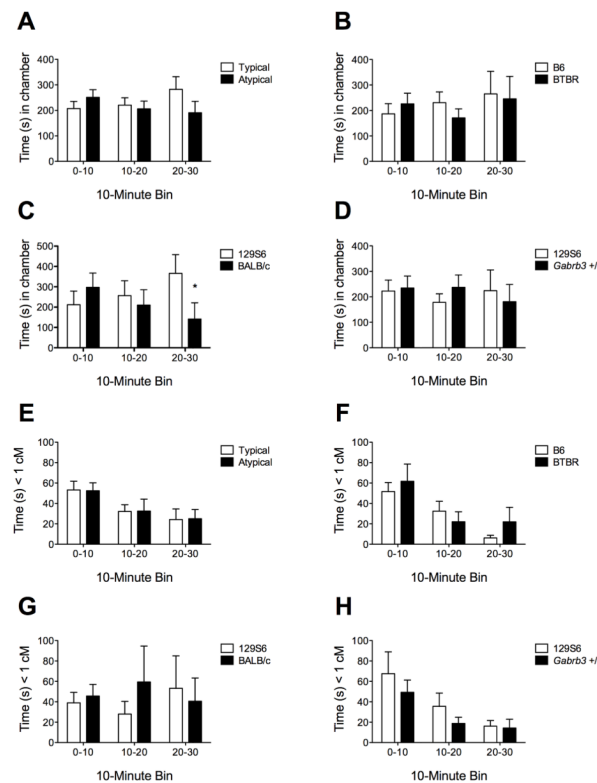 A
Time (s) in chamber
400
300
200
100
0
0-10
10-20
20-30
10-Minute Bin
Typical
Atypical
B
Time (s) in chamber
400
300
200
100
0
0-10
10-20
20-30
10-Minute Bin
B6
BTBR
C
Time (s) in chamber
500
400
300
200
100
0
*
0-10
10-20
20-30
10-Minute Bin
129S6
BALB/c
D
Time (s) in chamber
400
300
200
100
0
0-10
10-20
20-30
10-Minute Bin
129S6
Gabrb3 +/
E
Time (s) < 1 cM
100
80
60
40
20
0
0-10
10-20
20-30
10-Minute Bin
Typical
Atypical
F
Time (s) < 1 cM
100
80
60
40
20
0
0-10
10-20
20-30
10-Minute Bin
B6
BTBR
G
Time (s) < 1 cM
100
80
60
40
20
0
0-10
10-20
20-30
10-Minute Bin
129S6
BALB/c
H
Time (s) < 1 cM
100
80
60
40
20
0
0-10
10-20
20-30
10-Minute Bin
129S6
Gabrb3 +/